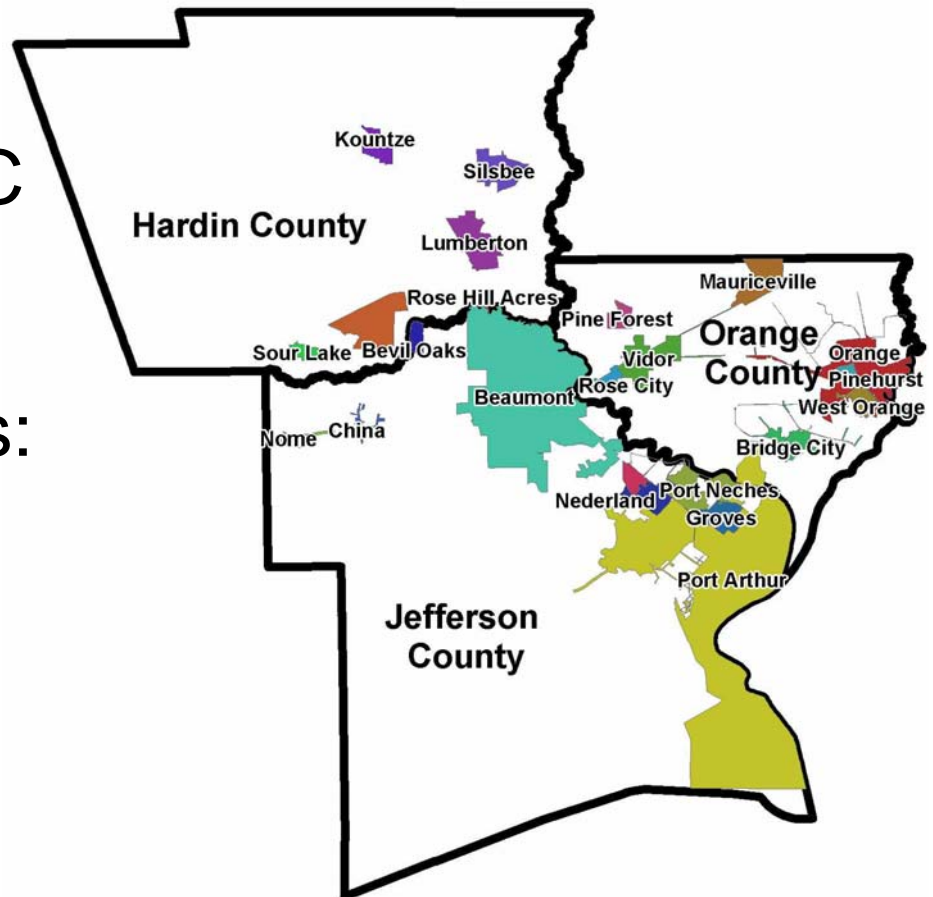 C
s:
Kountze
Silsbee
Hardin County
Lumberton
Mauriceville
Rose Hill Acres
Pine Forest
Orange
County
Orange
Sour Lake
Bevil Oaks
Vidor
Pinehurst
Rose City
Beaumont
West Orange
Nome
China
Bridge City
Nederland
Port Neches
Groves
Port Arthur
Jefferson
County